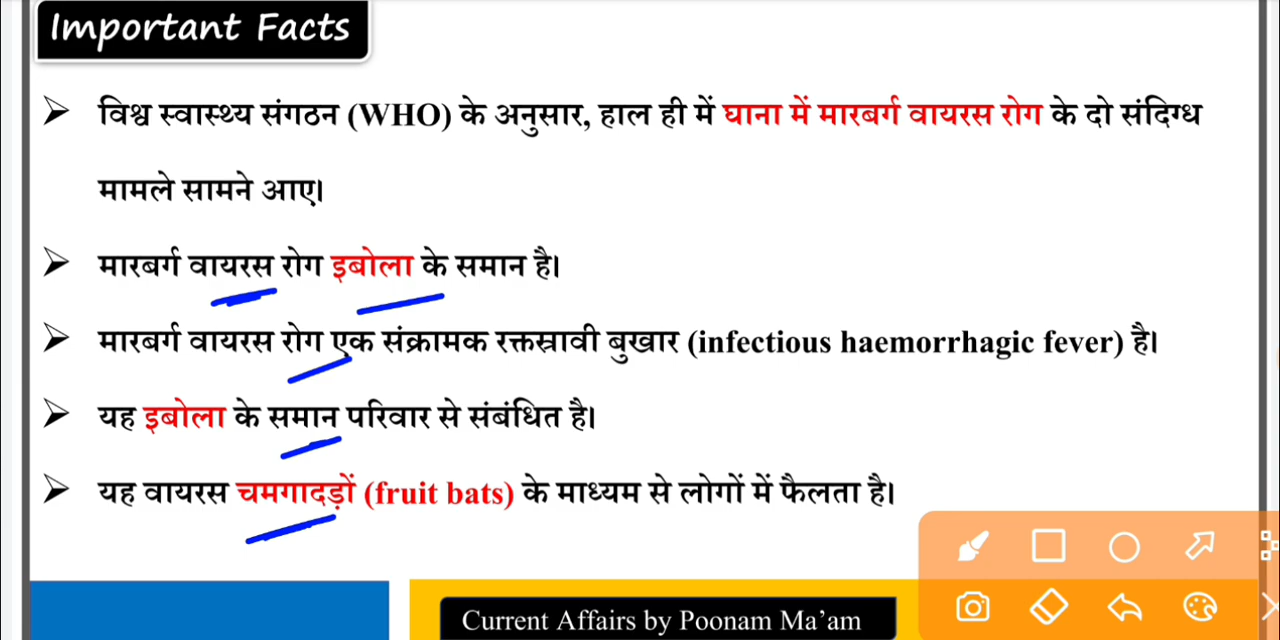 Important Facts
विश्व स्वास्थ्य संगठन (WHO) के अनुसार, हाल ही में घाना में मारबर्ग वायरस रोग के दो संदिग्ध
मामले सामने आए।
मारबर्ग वायरस रोग इबोला के समान है।
मारबर्ग वायरस रोग एक संक्रामक रक्तस्रावी बुखार (infectious haemorrhagic fever) है।
यह इबोला के समान परिवार से संबंधित है।
यह वायरस चमगादड़ों (fruit bats) के माध्यम से लोगों में फैलता है।
Current Affairs by Poonam Ma'am